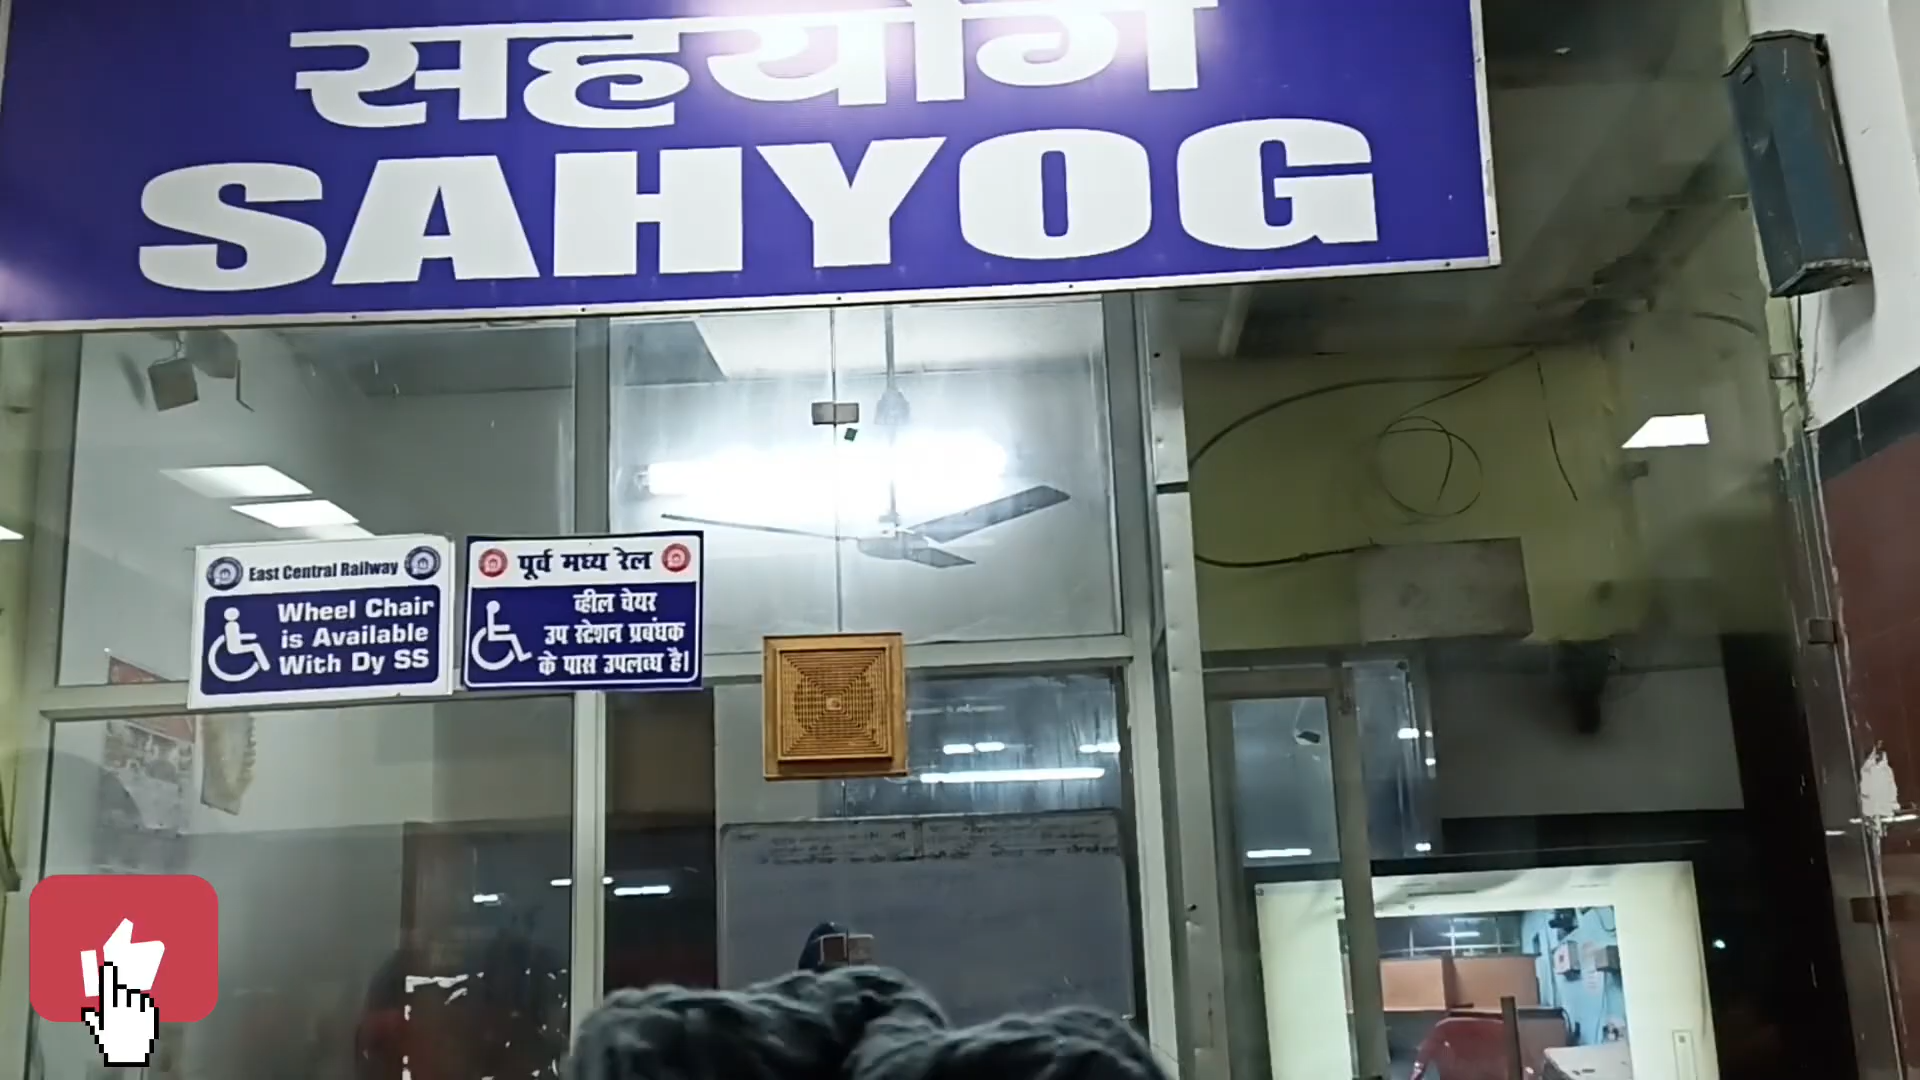 सहयोग
SAHYOG
East Central Railway
Wheel Chair
is Available
With Dy SS
पूर्व मध्य रेल
व्हील चेयर
उप स्टेशन प्रबंधक
के पास उपलब्ध है।